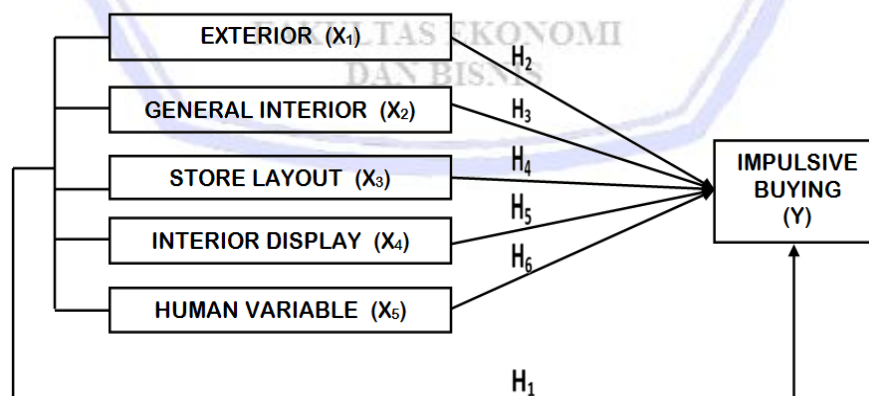 EXTERIOR (X₁)
FAKULTAS EKONOMI
DAN BISNIS
H₂
GENERAL INTERIOR (X₂)
H₃
STORE LAYOUT (X₃)
H₄
IMPULSIVE
BUYING
(Y)
INTERIOR DISPLAY (X₄)
H₅
HUMAN VARIABLE (X₅)
H₆
H₁